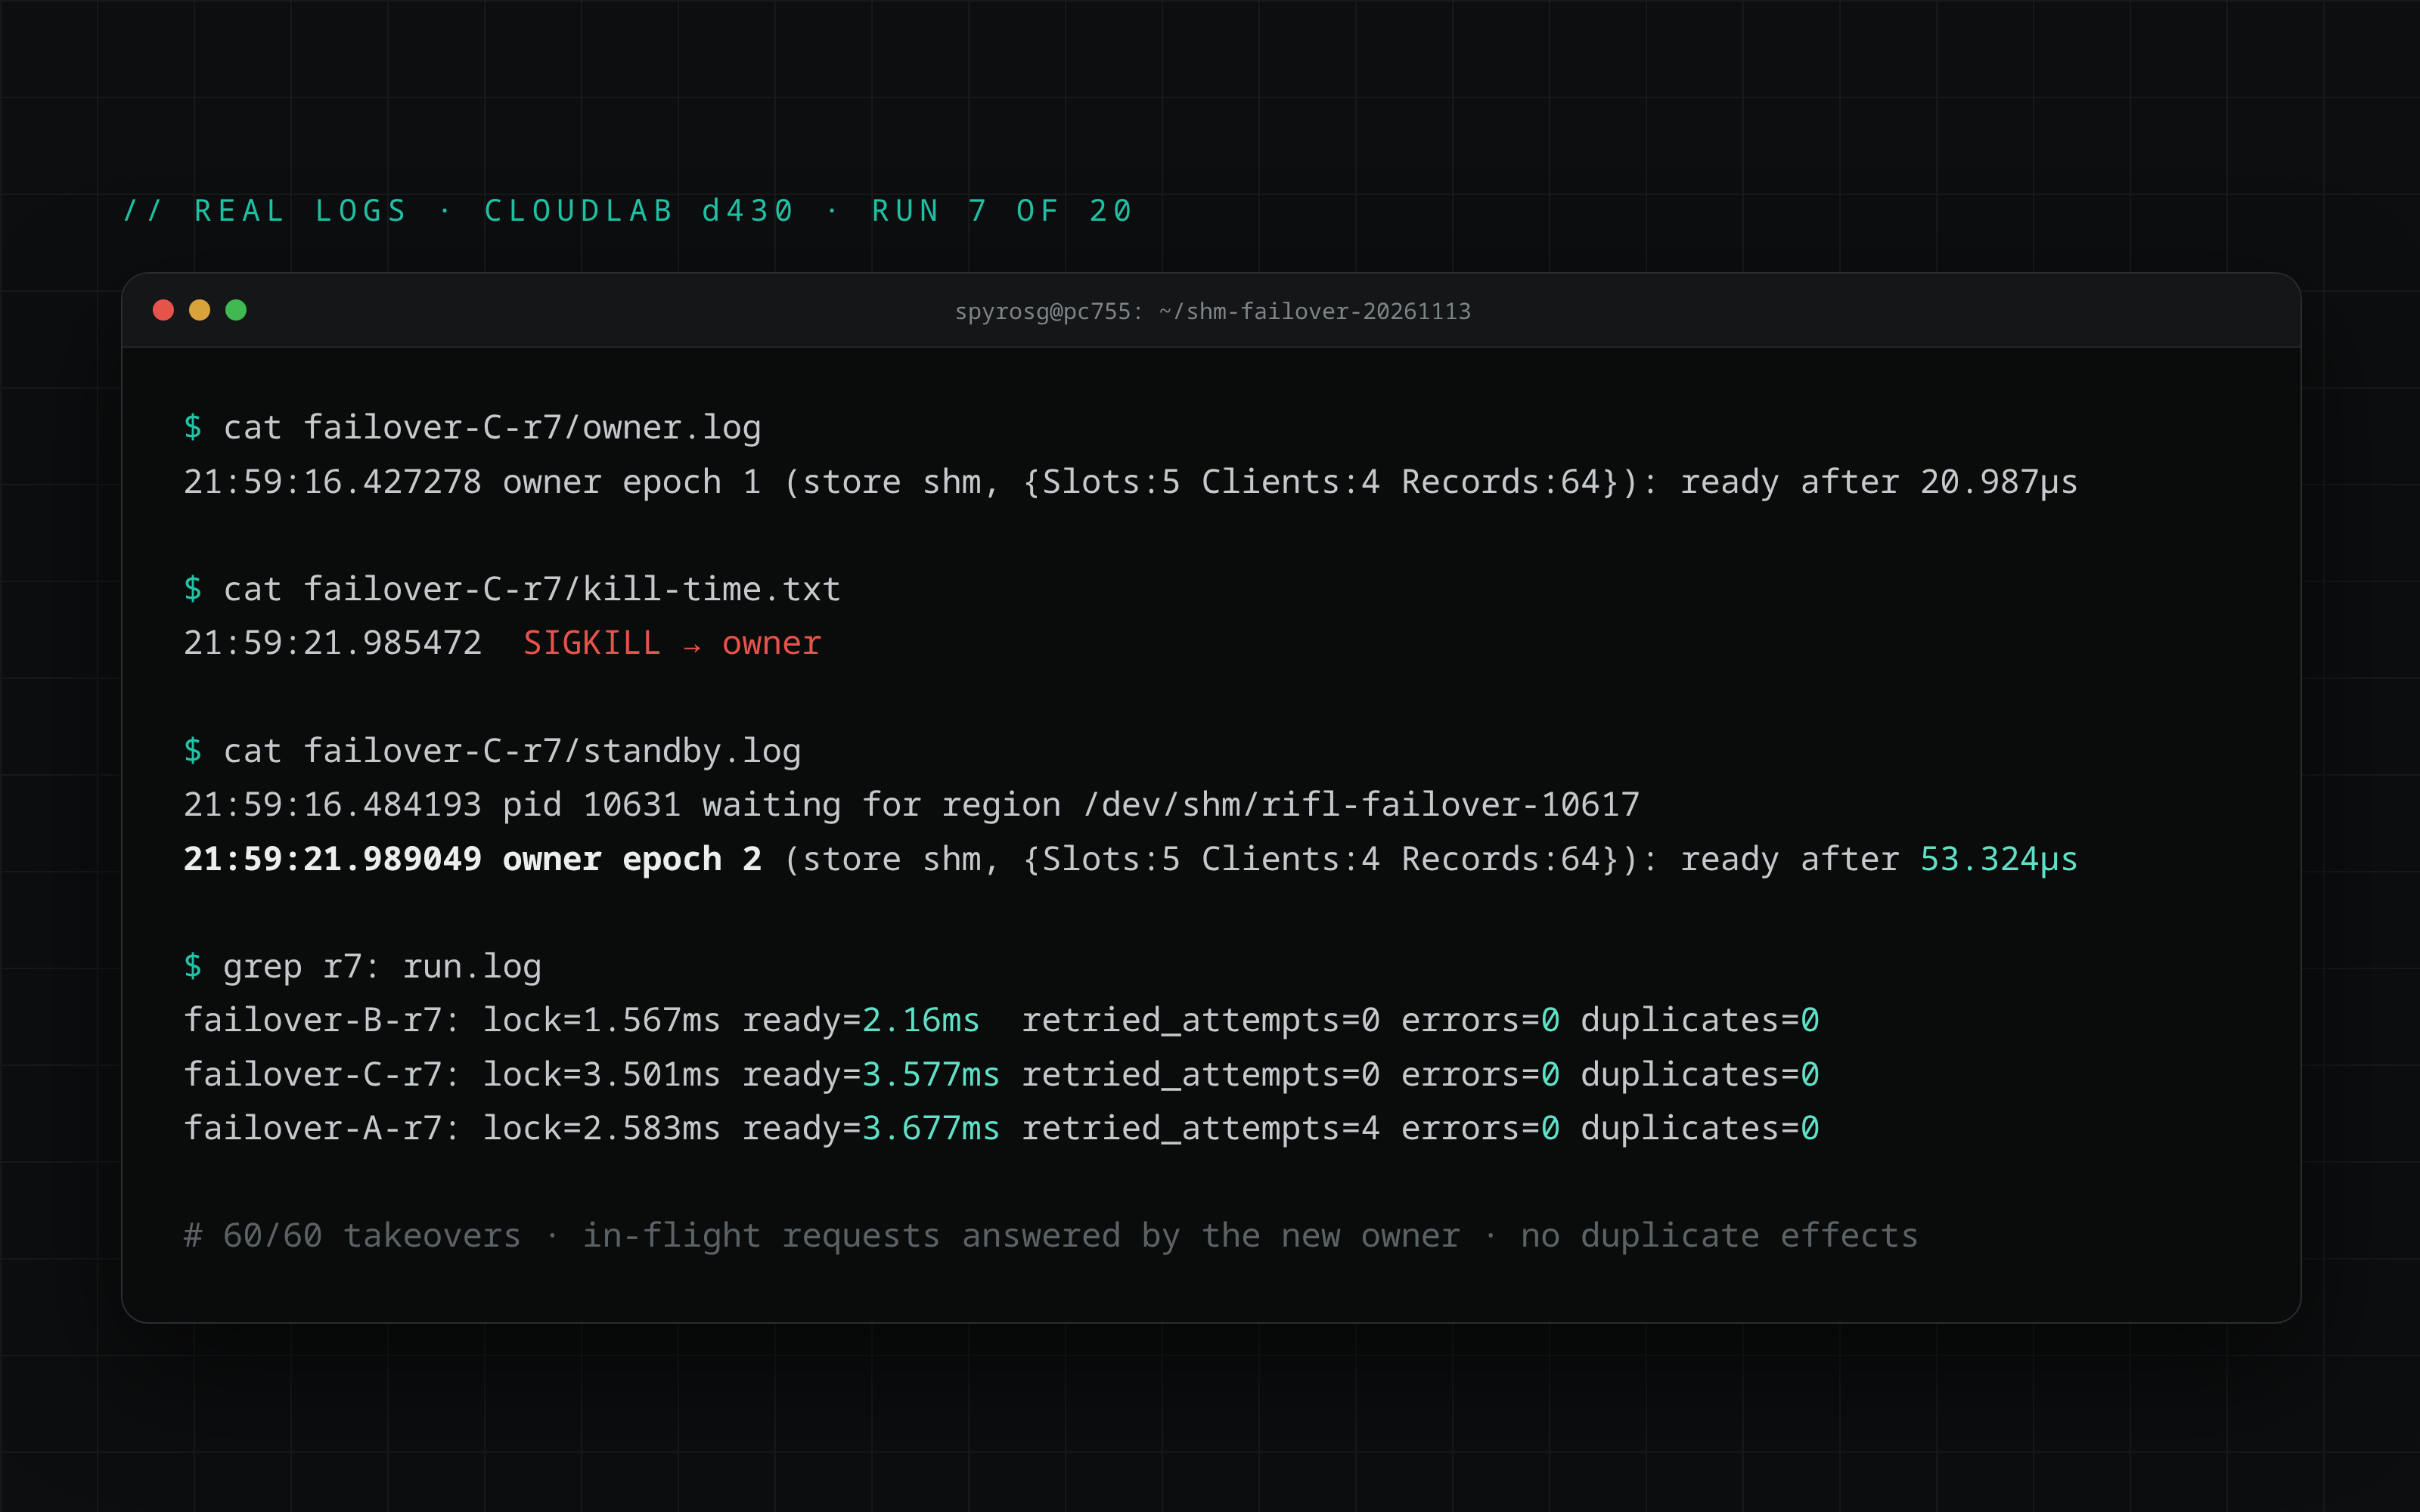 // REAL LOGS · CLOUDLAB d430 · RUN 7 OF 20
spyrosg@pc755: ~/shm-failover-20261113
$ cat failover-C-r7/owner.log
21:59:16.427278 owner epoch 1 (store shm, {Slots:5 Clients:4 Records:64}): ready after 20.987µs
$ cat failover-C-r7/kill-time.txt
21:59:21.985472  SIGKILL → owner
$ cat failover-C-r7/standby.log
21:59:16.484193 pid 10631 waiting for region /dev/shm/rifl-failover-10617
21:59:21.989049 owner epoch 2 (store shm, {Slots:5 Clients:4 Records:64}): ready after 53.324µs
$ grep r7: run.log
failover-B-r7: lock=1.567ms ready=2.16ms  retried_attempts=0 errors=0 duplicates=0
failover-C-r7: lock=3.501ms ready=3.577ms retried_attempts=0 errors=0 duplicates=0
failover-A-r7: lock=2.583ms ready=3.677ms retried_attempts=4 errors=0 duplicates=0
# 60/60 takeovers · in-flight requests answered by the new owner · no duplicate effects